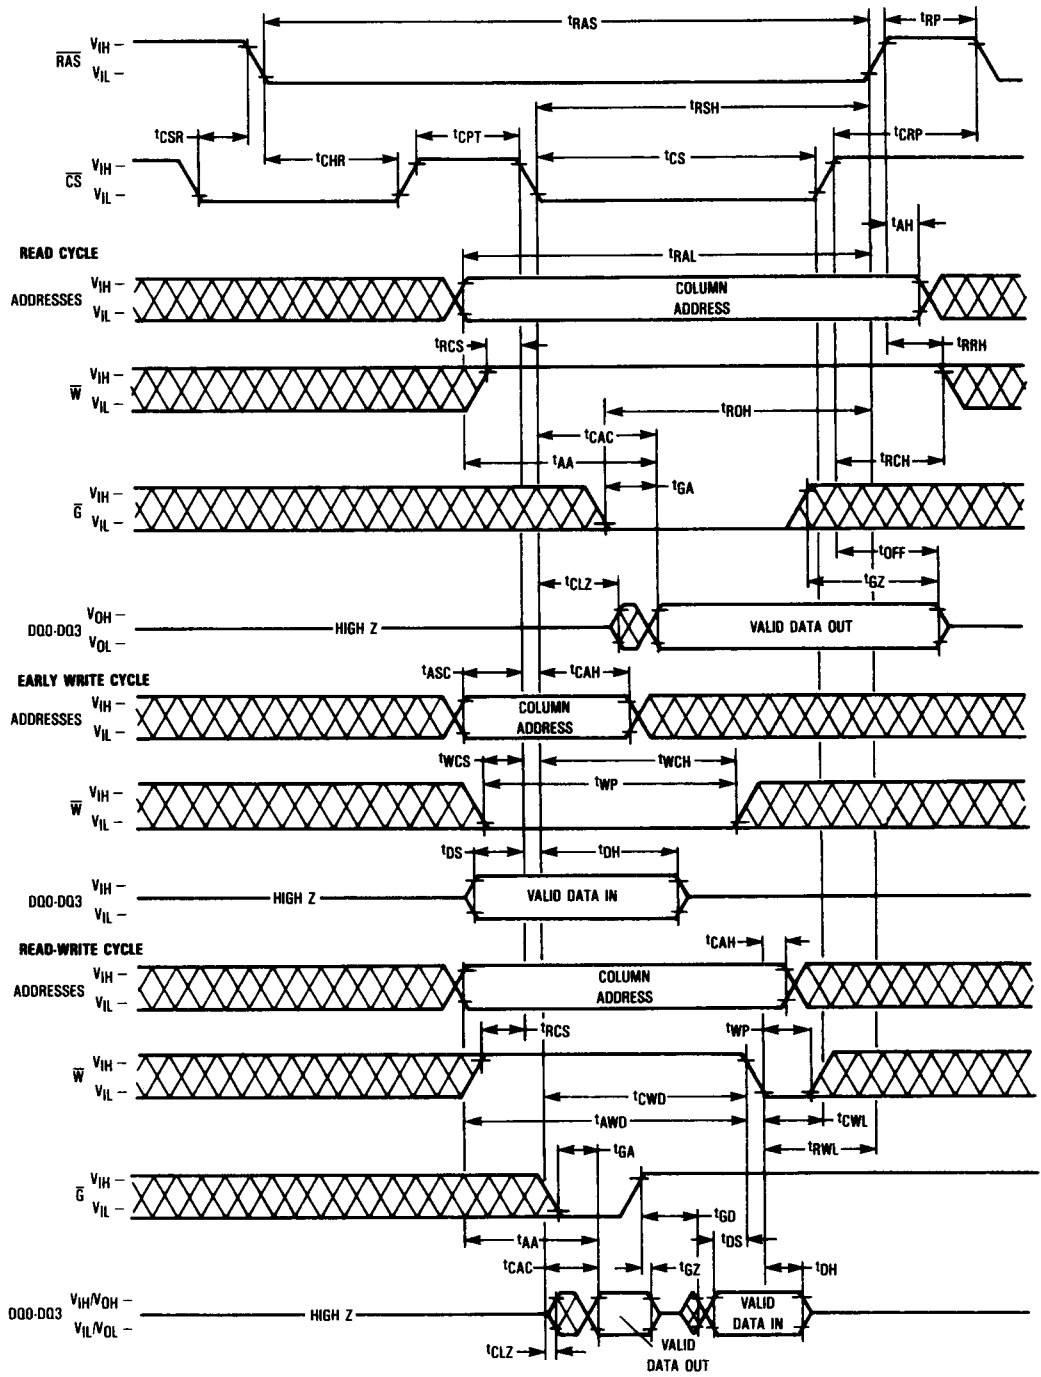 tRAS
tRP
RAS
VIH
VIL
tRSH
tCSR
tCPT
tCRP
tCHR
tCS
CS
VIH
VIL
tAH
READ CYCLE
tRAL
ADDRESSES
VIH
VIL
COLUMN
ADDRESS
tRCS
tRRH
W
VIH
VIL
tROH
tCAC
tAA
tRCH
tGA
G
VIH
VIL
tOFF
tCLZ
tGZ
DQ0-DQ3
VOH
VOL
HIGH Z
VALID DATA OUT
tASC
tCAH
EARLY WRITE CYCLE
ADDRESSES
VIH
VIL
COLUMN
ADDRESS
tWCS
tWCH
tWP
W
VIH
VIL
tDS
tDH
DQ0-DQ3
VIH
VIL
HIGH Z
VALID DATA IN
READ-WRITE CYCLE
tCAH
ADDRESSES
VIH
VIL
COLUMN
ADDRESS
tRCS
tWP
W
VIH
VIL
tCWD
tAWD
tCWL
tGA
tRWL
G
VIH
VIL
tGD
tAA
tDS
tCAC
tGZ
tDH
DQ0-DQ3
VIH/VOH
VIL/VOL
HIGH Z
VALID
DATA IN
tCLZ
VALID
DATA OUT